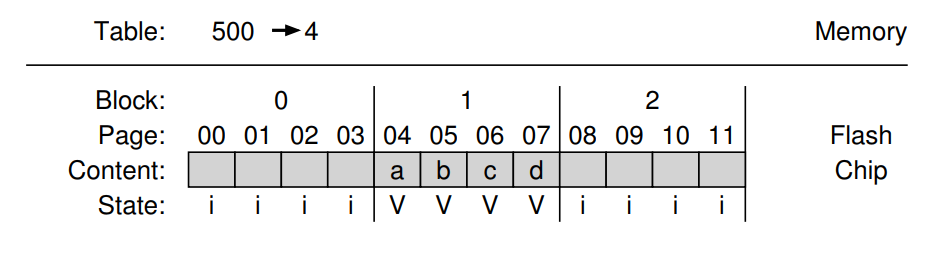 Table: 500 → 4 Memory
Block: 0 1 2
Page: 00 01 02 03 04 05 06 07 08 09 10 11 Flash
Content: a b c d Chip
State: i i i i V V V V i i i i